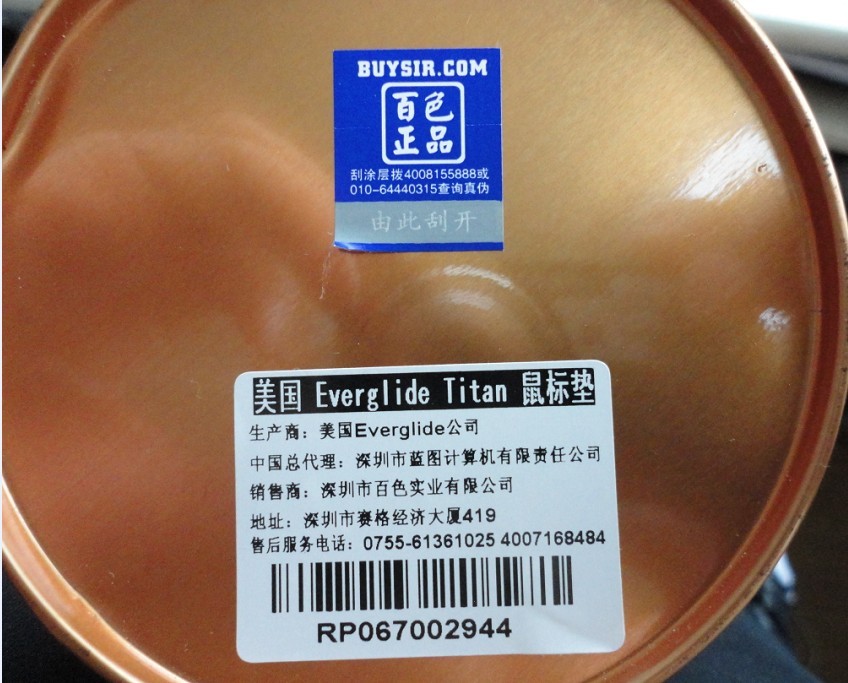 BUYSIR.COM
百色
正品
刮涂层拨4008155888或
010-64440315查询真伪
由此刮开
美国 Everglide Titan 鼠标垫
生产商：美国Everglide公司
中国总代理：深圳市蓝图计算机有限责任公司
销售商：深圳市百色实业有限公司
地址：深圳市赛格经济大厦419
售后服务电话：0755-61361025 4007168484
RP067002944